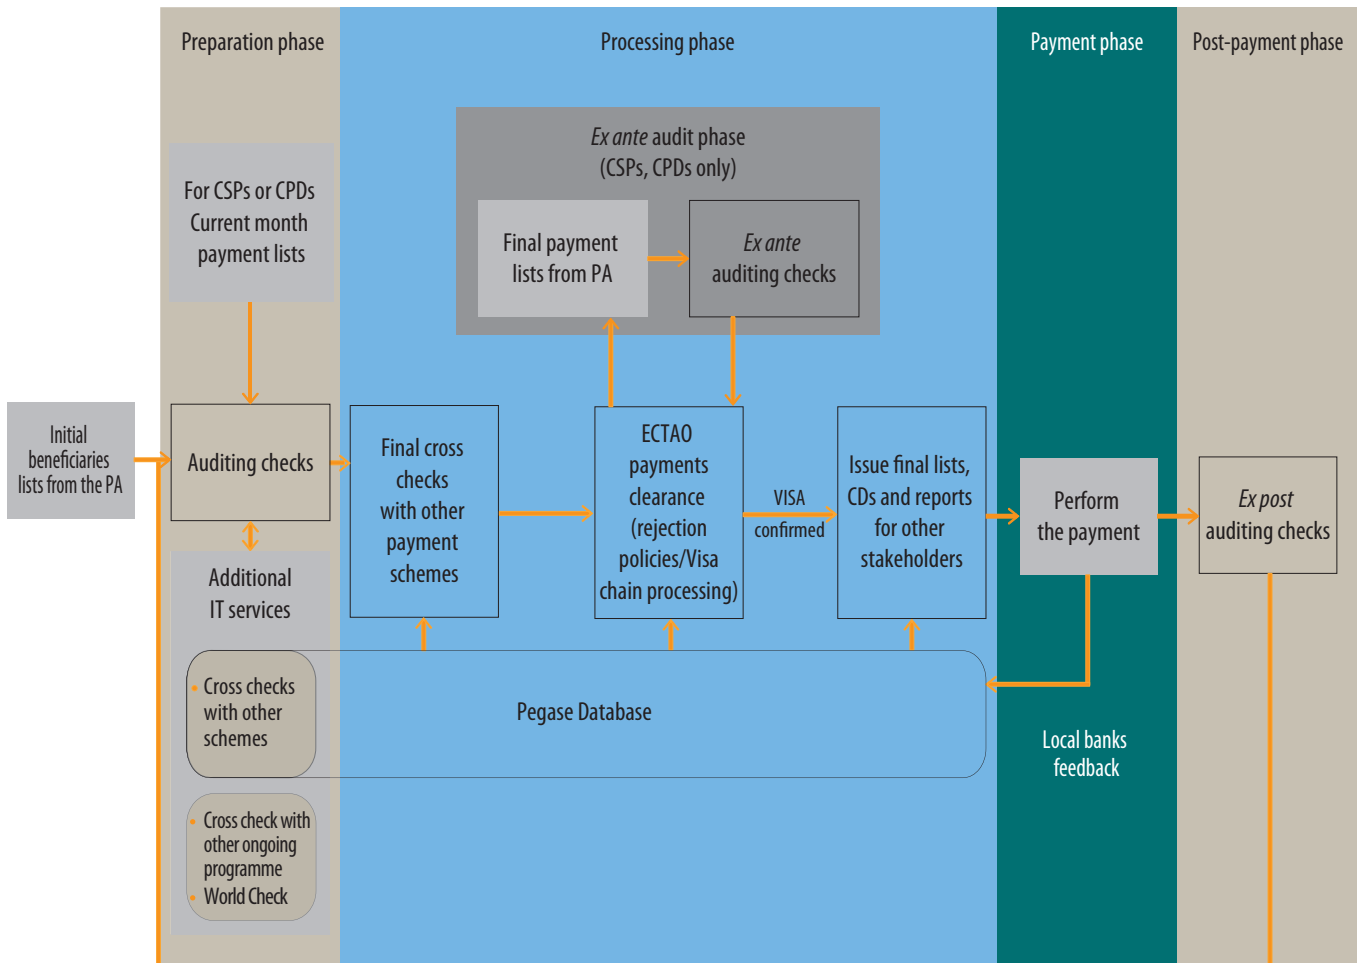 Preparation phase
Processing phase
Payment phase
Post-payment phase
Ex ante audit phase
(CSPs, CPDs only)
For CSPs or CPDs
Current month
payment lists
Final payment
lists from PA
Ex ante
auditing checks
Initial
beneficiaries
lists from the PA
Auditing checks
Final cross
checks
with other
payment
schemes
ECTAO
payments
clearance
(rejection
policies/Visa
chain processing)
VISA
confirmed
Issue final lists,
CDs and reports
for other
stakeholders
Perform
the payment
Ex post
auditing checks
Additional
IT services
• Cross checks
with other
schemes
Pegase Database
Local banks
feedback
• Cross check with
other ongoing
programme
• World Check